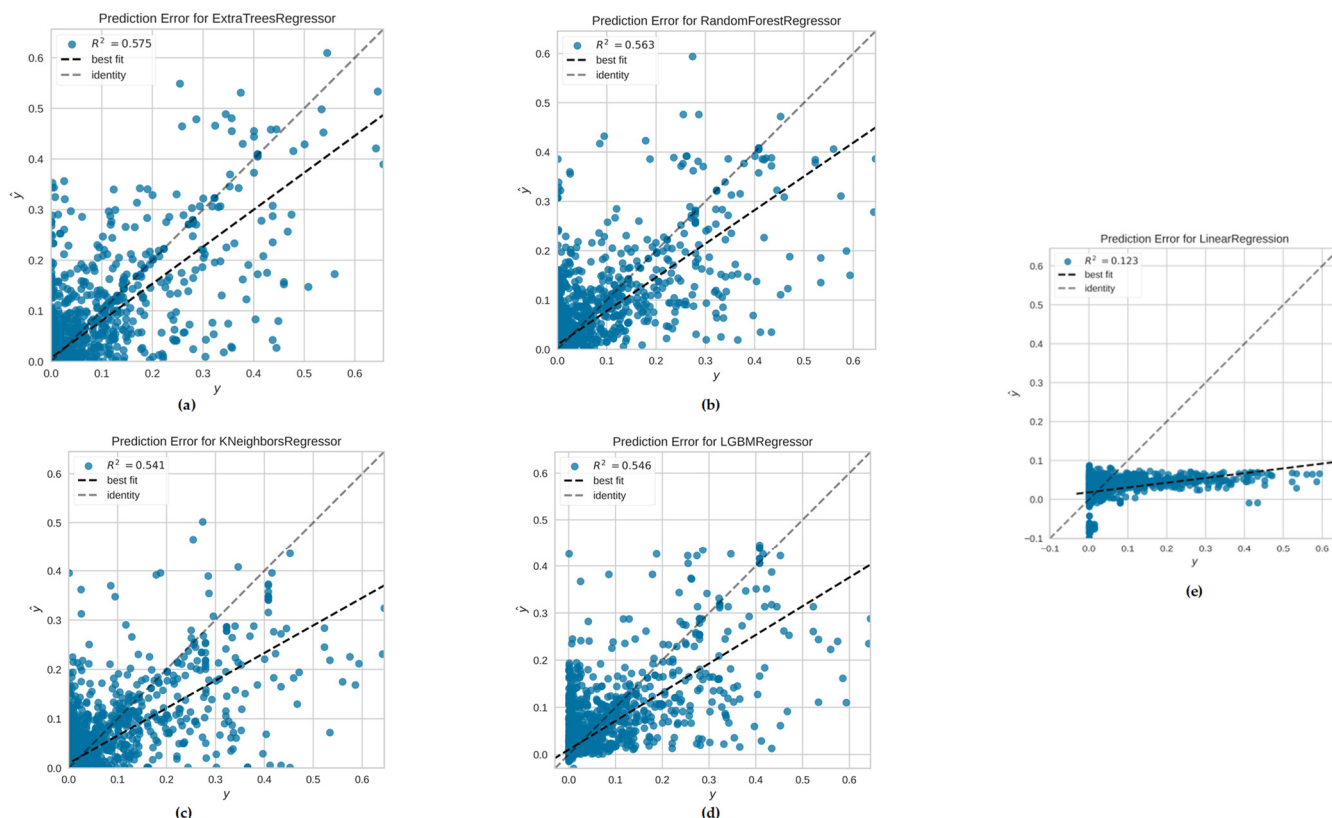 Prediction Error for ExtraTreesRegressor
R² = 0.575
best fit
identity
0.6
0.5
0.4
0.3
0.2
0.1
0.0
ŷ
0.0 0.1 0.2 0.3 0.4 0.5 0.6
y
(a)
Prediction Error for RandomForestRegressor
R² = 0.563
best fit
identity
0.6
0.5
0.4
0.3
0.2
0.1
0.0
ŷ
0.0 0.1 0.2 0.3 0.4 0.5 0.6
y
(b)
Prediction Error for KNeighborsRegressor
R² = 0.541
best fit
identity
0.6
0.5
0.4
0.3
0.2
0.1
0.0
ŷ
0.0 0.1 0.2 0.3 0.4 0.5 0.6
y
(c)
Prediction Error for LGBMRegressor
R² = 0.546
best fit
identity
0.6
0.5
0.4
0.3
0.2
0.1
0.0
ŷ
0.0 0.1 0.2 0.3 0.4 0.5 0.6
y
(d)
Prediction Error for LinearRegression
R² = 0.123
best fit
identity
0.6
0.5
0.4
0.3
0.2
0.1
0.0
−0.1
ŷ
−0.1 0.0 0.1 0.2 0.3 0.4 0.5 0.6
y
(e)